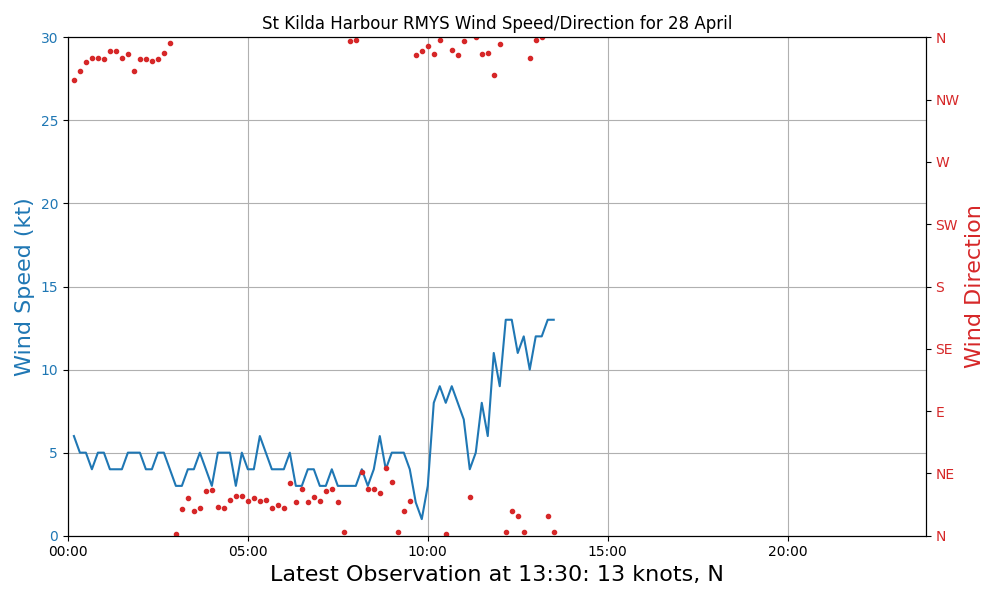 St Kilda Harbour RMYS Wind Speed/Direction for 28 April
30
25
20
15
10
5
0
Wind Speed (kt)
N
NW
W
SW
S
SE
E
NE
N
Wind Direction
00:00 05:00 10:00 15:00 20:00
Latest Observation at 13:30: 13 knots, N